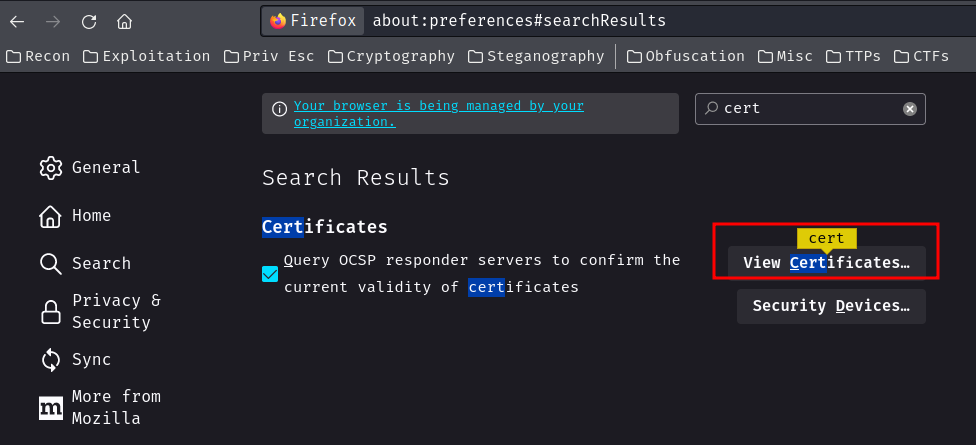 Firefox about:preferences#searchResults
Recon Exploitation Priv Esc Cryptography Steganography Obfuscation Misc TTPs CTFs
Your browser is being managed by your
organization.
cert
General
Home
Search
Privacy &
Security
Sync
More from
Mozilla
Search Results
Certificates
Query OCSP responder servers to confirm the
current validity of certificates
cert
View Certificates…
Security Devices…